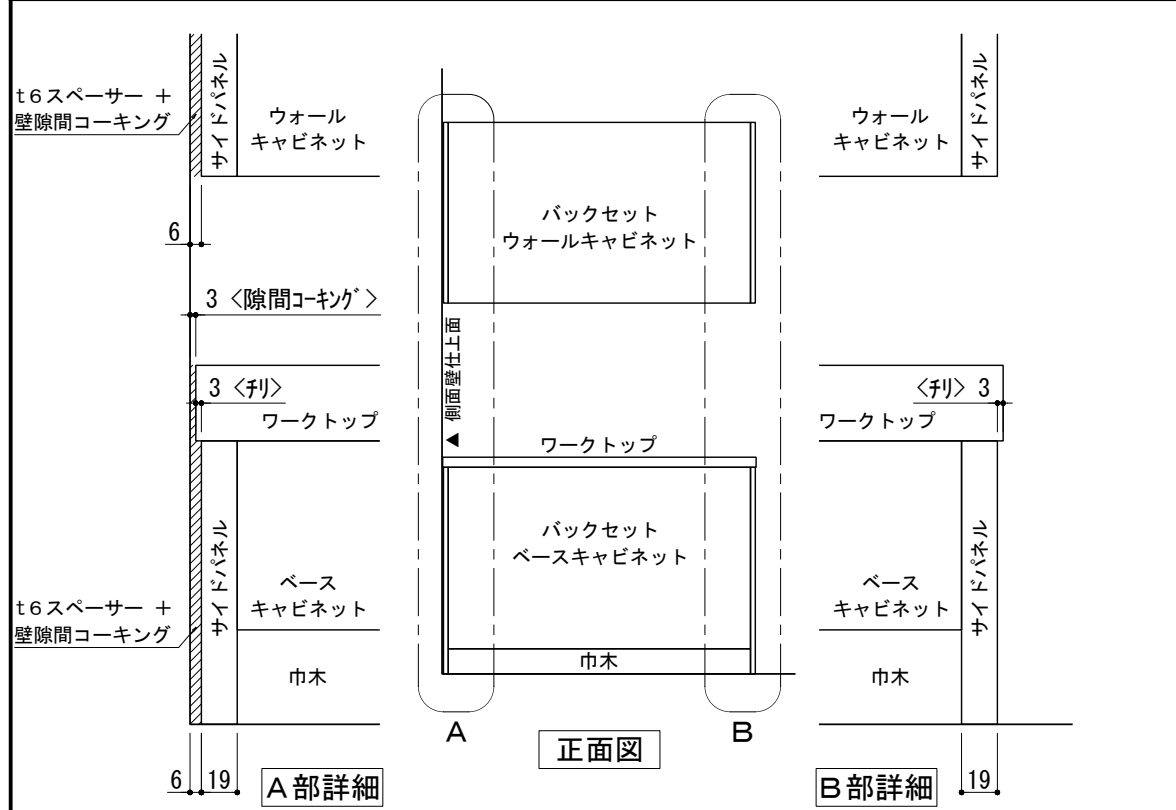 t6スペーサー +
壁隙間コーキング
サイドパネル
ウォール
キャビネット
6
3 <隙間ｺｰｷﾝｸﾞ>
3 <ﾁﾘ>
ワークトップ
サイドパネル
ベース
キャビネット
t6スペーサー +
壁隙間コーキング
巾木
6
19
A部詳細
バックセット
ウォールキャビネット
▲ 側面壁仕上面
ワークトップ
バックセット
ベースキャビネット
巾木
A
B
正面図
ウォール
キャビネット
サイドパネル
<ﾁﾘ> 3
ワークトップ
ベース
キャビネット
サイドパネル
巾木
B部詳細
19